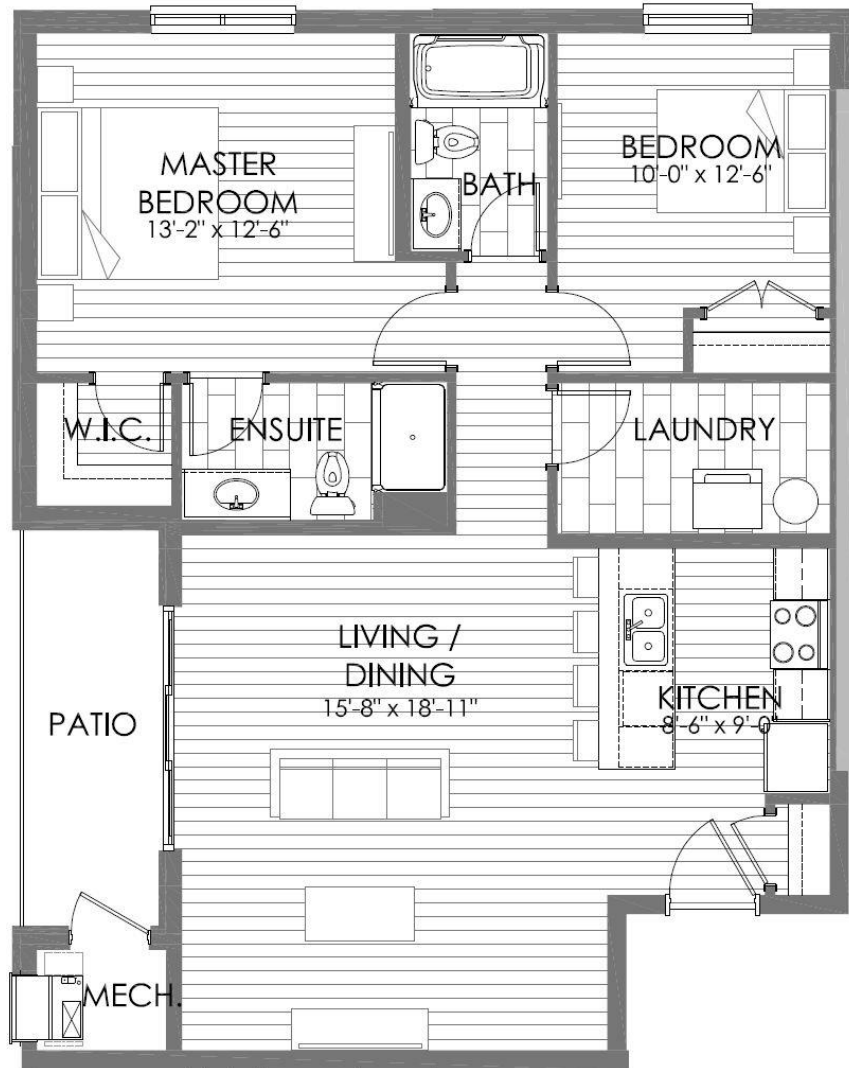 MASTER
BEDROOM
13'-2" x 12'-6"
BATH
BEDROOM
10'-0" x 12'-6"
W.I.C.
ENSUITE
LAUNDRY
LIVING /
DINING
15'-8" x 18'-11"
KITCHEN
8'-6" x 9'-0"
PATIO
MECH.